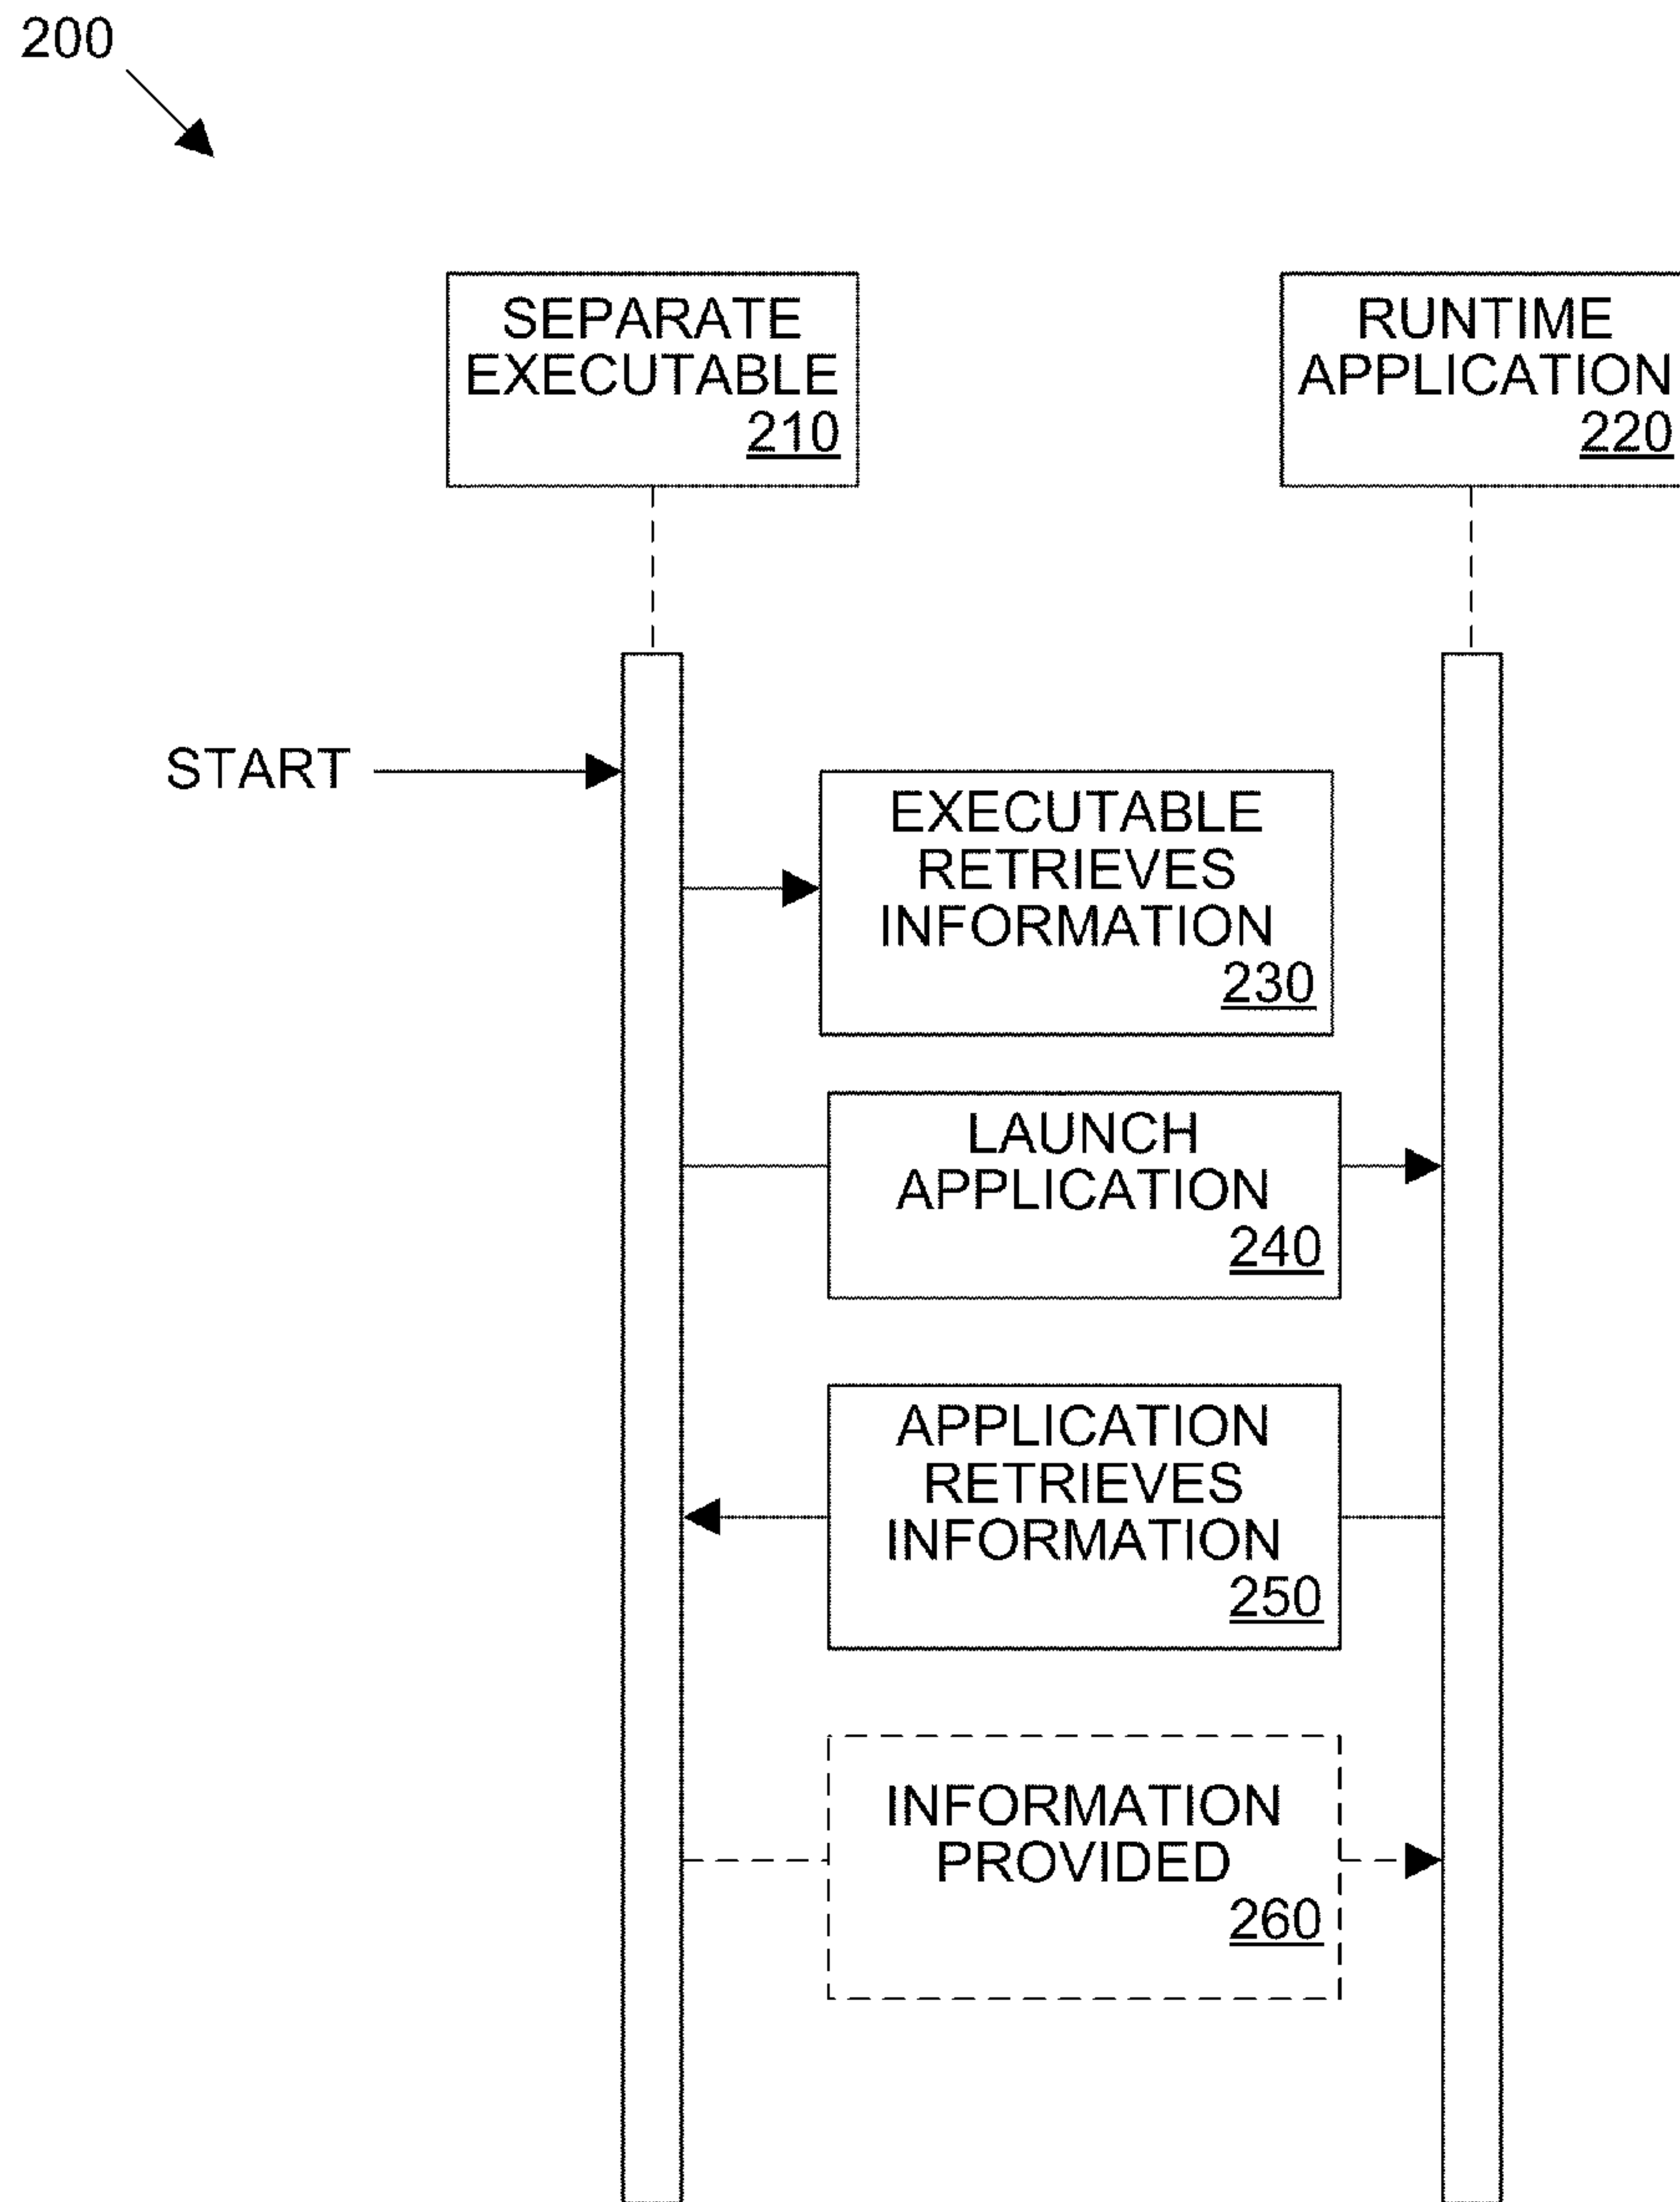 200
SEPARATE
EXECUTABLE
210
RUNTIME
APPLICATION
220
START
EXECUTABLE
RETRIEVES
INFORMATION
230
LAUNCH
APPLICATION
240
APPLICATION
RETRIEVES
INFORMATION
250
INFORMATION
PROVIDED
260